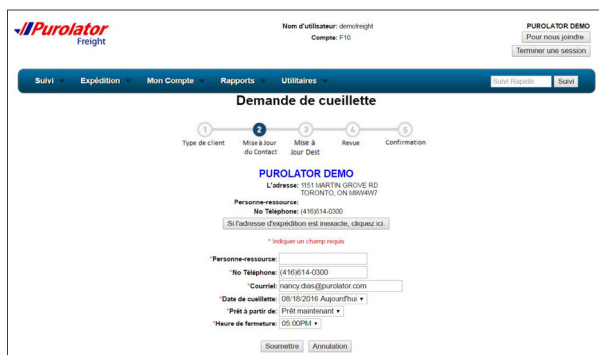 Purolator
Freight
Nom d'utilisateur: demofreight
Compte: F10
PUROLATOR DEMO
Pour nous joindre
Terminer une session
Suivi Expédition Mon Compte Rapports Utilitaires Suivi Rapide Suivi
Demande de cueillette
1 2 3 4 5
Type de client Mise à Jour du Contact Mise à Jour Dest Revue Confirmation
PUROLATOR DEMO
L'adresse: 1151 MARTIN GROVE RD
TORONTO, ON M9W4W7
Personne-ressource:
No Téléphone: (416)614-0300
Si l'adresse d'expédition est inexacte, cliquez ici.
* Indiquer un champ requis
*Personne-ressource:
*No Téléphone: (416)614-0300
*Courriel: nancy.dias@purolator.com
*Date de cueillette: 08/18/2016 Aujourd'hui
*Prêt à partir de: Prêt maintenant
*Heure de fermeture: 05:00PM
Soumettre Annulation